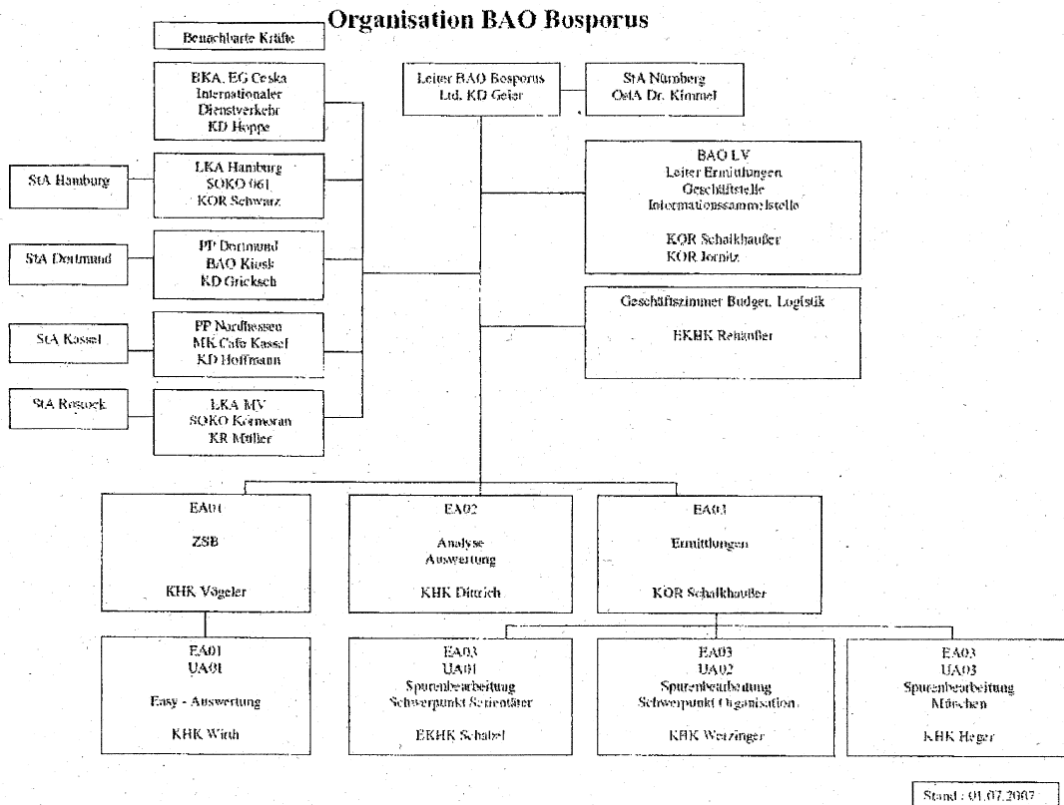 Organisation BAO Bosporus
Benachbarte Kräfte
BKA, EG Ceska
Internationaler
Dienstverkehr
KD Hoppe
Leiter BAO Bosporus
Ltd. KD Geier
StA Nürnberg
OStA Dr. Kimmel
StA Hamburg
LKA Hamburg
SOKO 061
KOR Schwarz
BAO LV
Leiter Ermittlungen
Geschäftstelle
Informationssammelstelle
KOR Schalkhaußer
KOR Jornitz
StA Dortmund
PP Dortmund
BAO Kiosk
KD Gricksch
Geschäftszimmer Budget, Logistik
EKHK Rehäußer
StA Kassel
PP Nordhessen
MK Cafe Kassel
KD Hoffmann
StA Rostock
LKA MV
SOKO Kormoran
KR Müller
EA01
ZSB
KHK Vögeler
EA02
Analyse
Auswertung
KHK Dittrich
EA03
Ermittlungen
KOR Schalkhaußer
EA01
UA01
Easy - Auswertung
KHK Wirth
EA03
UA01
Spurenbearbeitung
Schwerpunkt Serientäter
EKHK Schabel
EA03
UA02
Spurenbearbeitung
Schwerpunkt Organisation
KHK
EA03
UA03
Spurenbearbeitung
München
KHK Heger
Stand : 01.07.2007